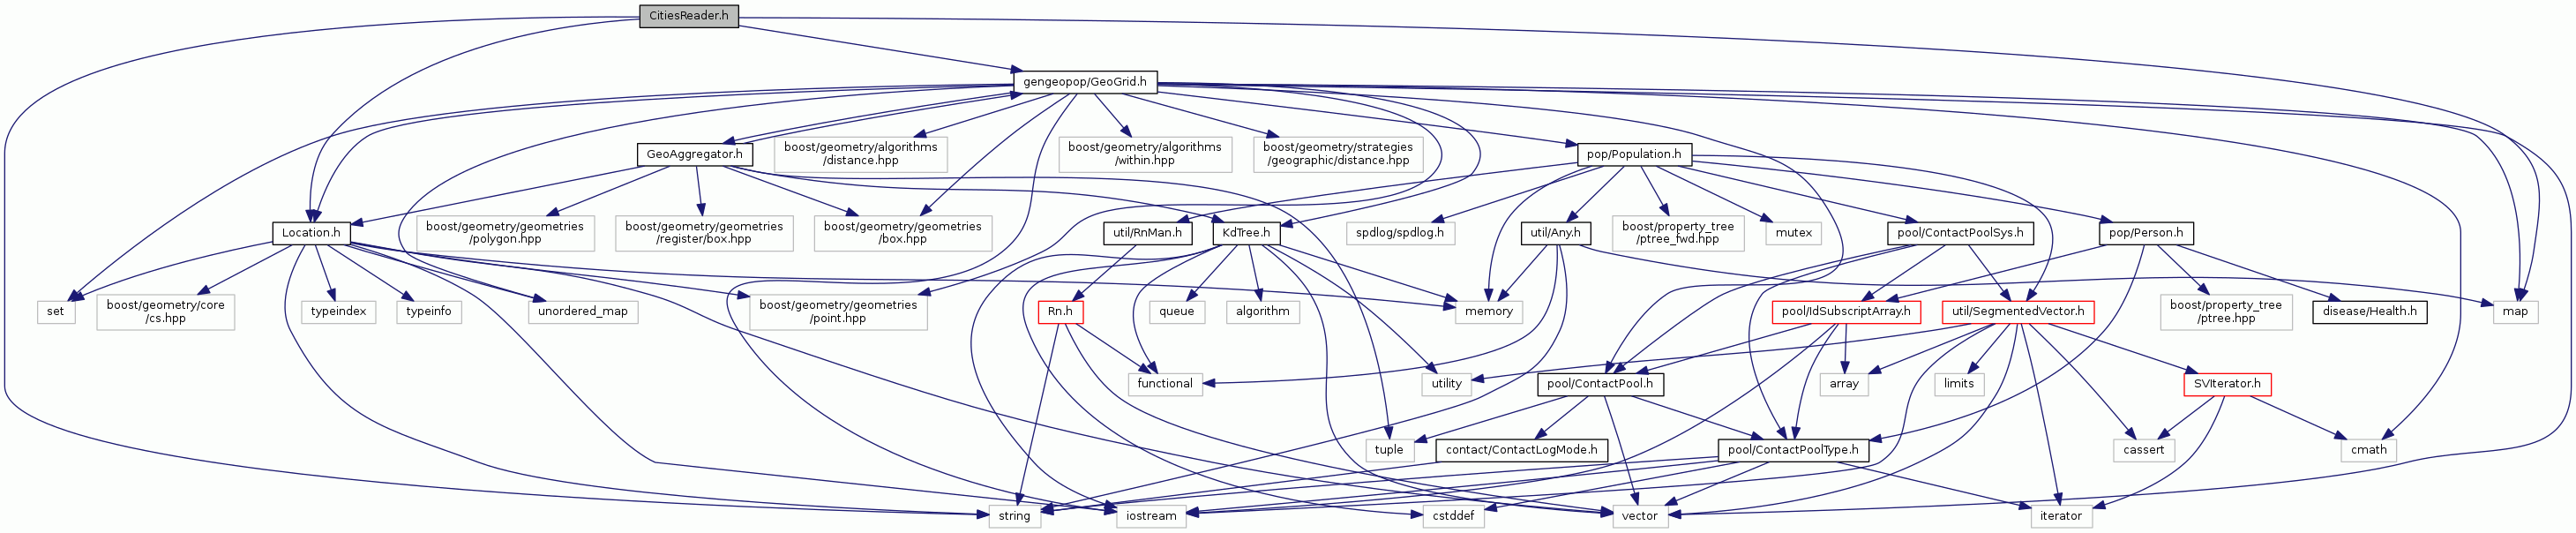 CitiesReader.h
gengeopop/GeoGrid.h
GeoAggregator.h
boost/geometry/algorithms
/distance.hpp
boost/geometry/algorithms
/within.hpp
boost/geometry/strategies
/geographic/distance.hpp
pop/Population.h
Location.h
boost/geometry/geometries
/polygon.hpp
boost/geometry/geometries
/register/box.hpp
boost/geometry/geometries
/box.hpp
util/RnMan.h
KdTree.h
spdlog/spdlog.h
util/Any.h
boost/property_tree
/ptree_fwd.hpp
mutex
pool/ContactPoolSys.h
pop/Person.h
set
boost/geometry/core
/cs.hpp
typeindex
typeinfo
unordered_map
boost/geometry/geometries
/point.hpp
Rn.h
queue
algorithm
memory
pool/IdSubscriptArray.h
util/SegmentedVector.h
boost/property_tree
/ptree.hpp
disease/Health.h
map
functional
utility
pool/ContactPool.h
array
limits
SVIterator.h
tuple
contact/ContactLogMode.h
pool/ContactPoolType.h
cassert
cmath
string
iostream
cstddef
vector
iterator